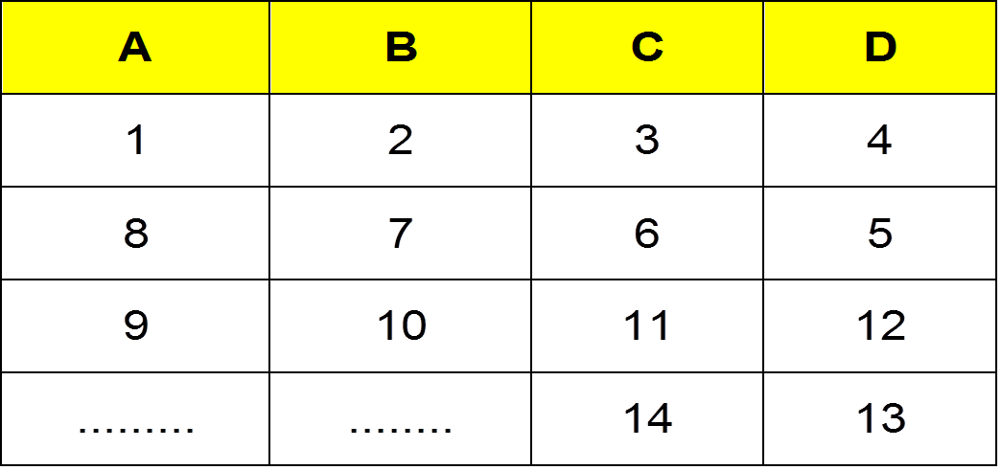 A B C D
1 2 3 4
8 7 6 5
9 10 11 12
......... ........ 14 13